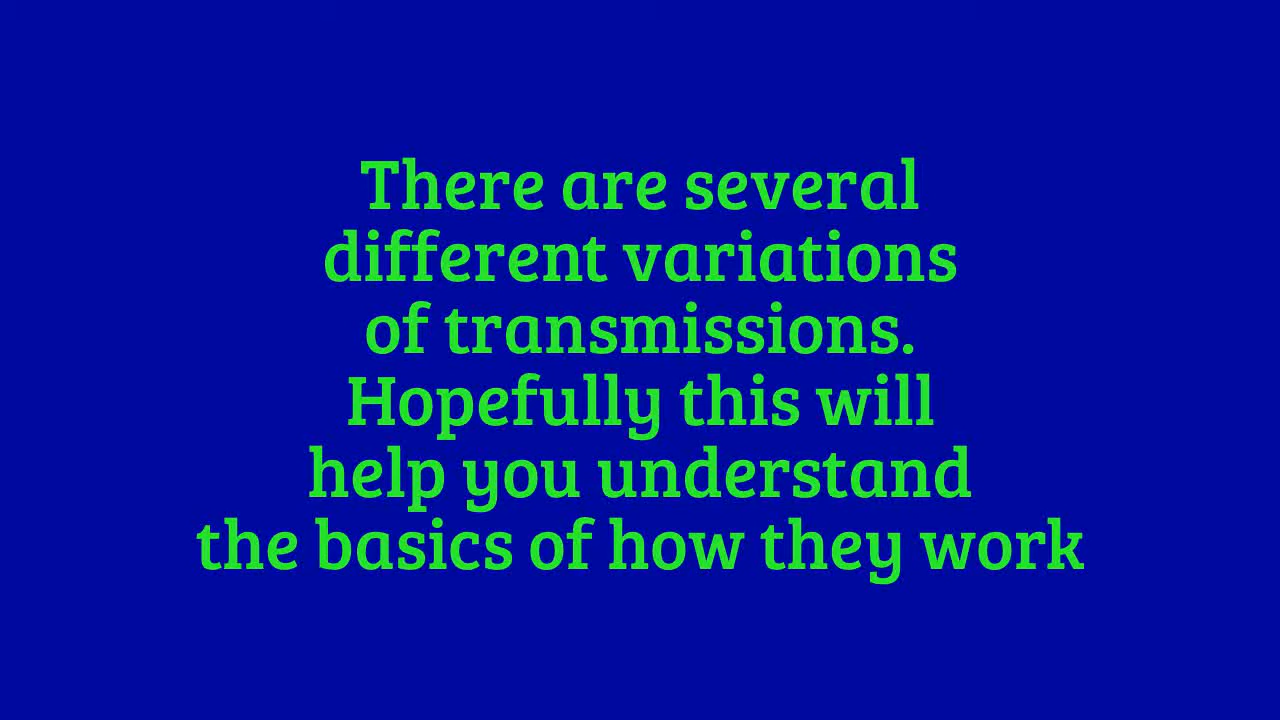 There are several
different variations
of transmissions.
Hopefully this will
help you understand
the basics of how they work